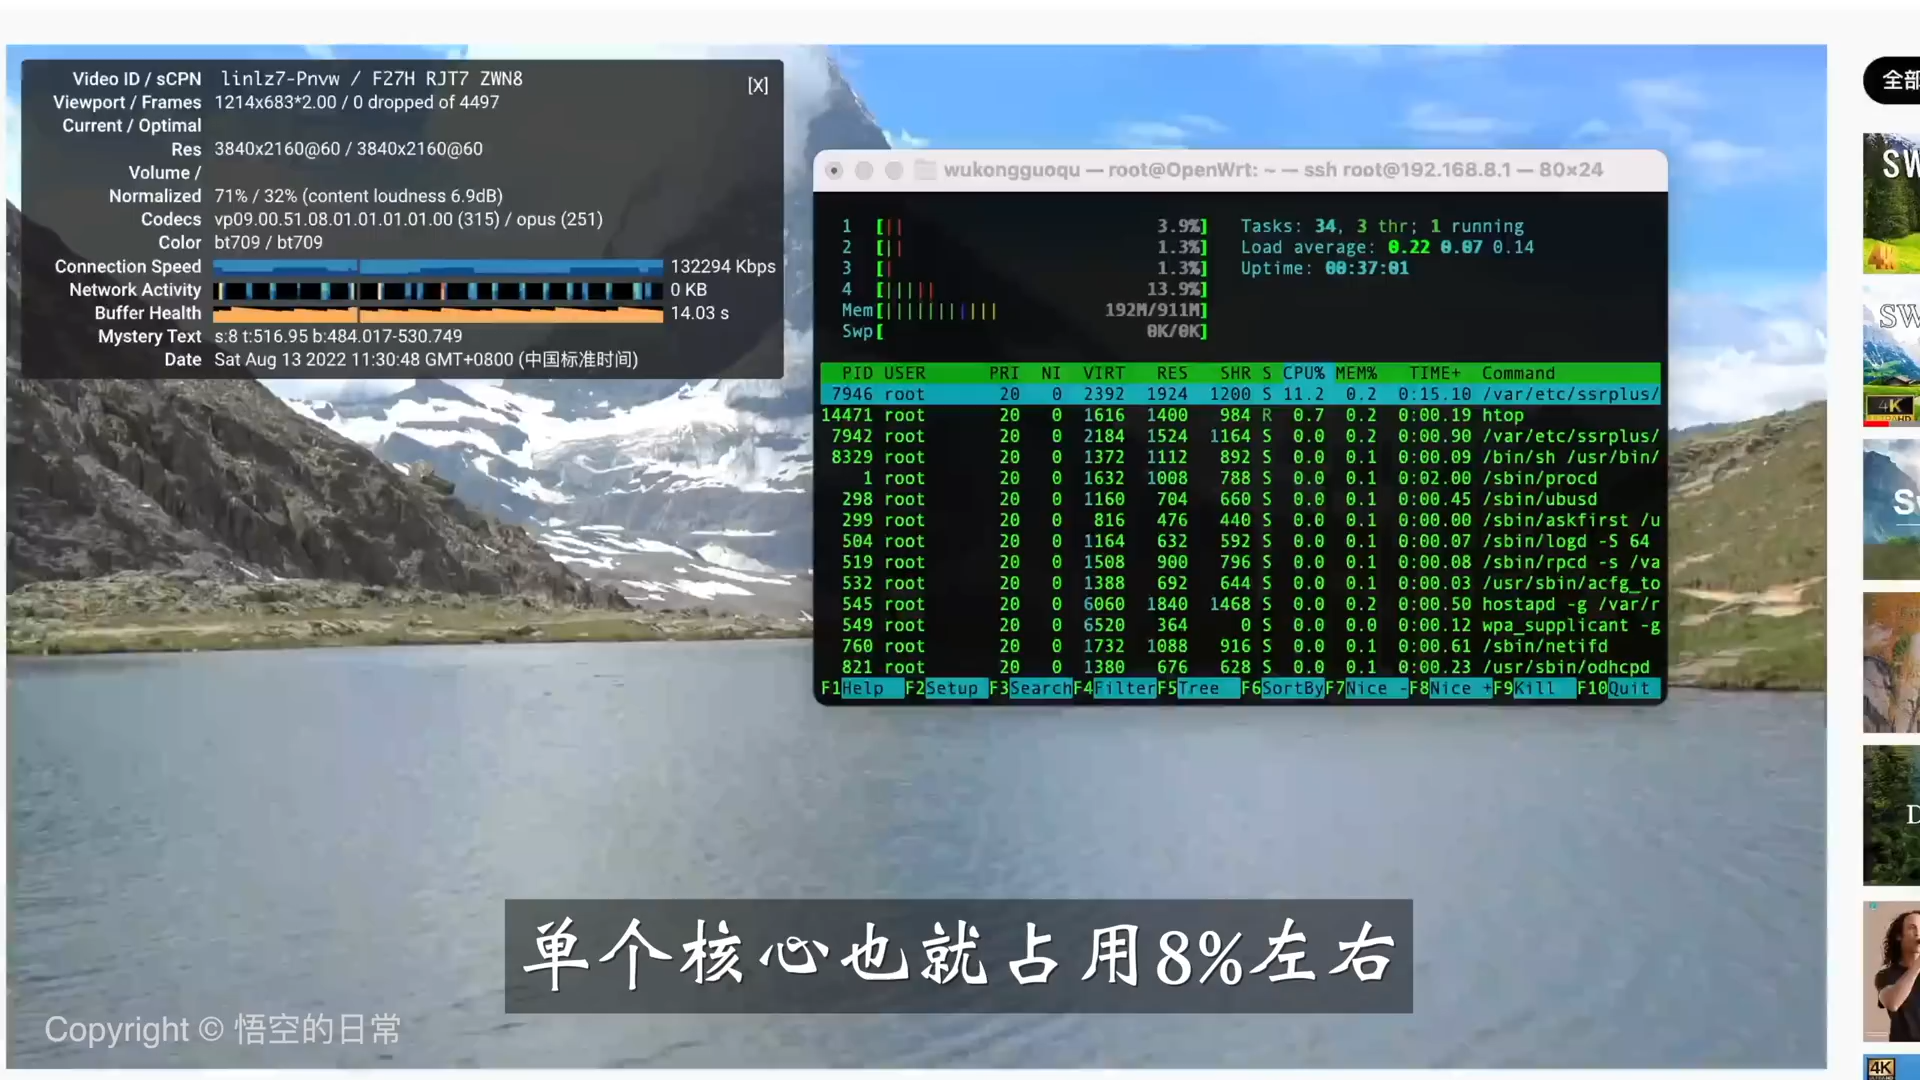 Video ID / sCPN linlz7-Pnvw / F27H RJT7 ZWN8 [X]
Viewport / Frames 1214x683*2.00 / 0 dropped of 4497
Current / Optimal
Res 3840x2160@60 / 3840x2160@60
Volume /
Normalized 71% / 32% (content loudness 6.9dB)
Codecs vp09.00.51.08.01.01.01.01.00 (315) / opus (251)
Color bt709 / bt709
Connection Speed 132294 Kbps
Network Activity 0 KB
Buffer Health 14.03 s
Mystery Text s:8 t:516.95 b:484.017-530.749
Date Sat Aug 13 2022 11:30:48 GMT+0800 (中国标准时间)
wukongguoqu — root@OpenWrt: ~ — ssh root@192.168.8.1 — 80×24
1 [|| 3.9%] Tasks: 34, 3 thr; 1 running
2 [|| 1.3%] Load average: 0.22 0.07 0.14
3 [| 1.3%] Uptime: 00:37:01
4 [||||| 13.9%]
Mem[||||||||||| 192M/911M]
Swp[ 0K/0K]
PID USER PRI NI VIRT RES SHR S CPU% MEM% TIME+ Command
7946 root 20 0 2392 1924 1200 S 11.2 0.2 0:15.10 /var/etc/ssrplus/
14471 root 20 0 1616 1400 984 R 0.7 0.2 0:00.19 htop
7942 root 20 0 2184 1524 1164 S 0.0 0.2 0:00.90 /var/etc/ssrplus/
8329 root 20 0 1372 1112 892 S 0.0 0.1 0:00.09 /bin/sh /usr/bin/
1 root 20 0 1632 1008 788 S 0.0 0.1 0:02.00 /sbin/procd
298 root 20 0 1160 704 660 S 0.0 0.1 0:00.45 /sbin/ubusd
299 root 20 0 816 476 440 S 0.0 0.1 0:00.00 /sbin/askfirst /u
504 root 20 0 1164 632 592 S 0.0 0.1 0:00.07 /sbin/logd -S 64
519 root 20 0 1508 900 796 S 0.0 0.1 0:00.08 /sbin/rpcd -s /va
532 root 20 0 1388 692 644 S 0.0 0.1 0:00.03 /usr/sbin/acfg_to
545 root 20 0 6060 1840 1468 S 0.0 0.2 0:00.50 hostapd -g /var/r
549 root 20 0 6520 364 0 S 0.0 0.0 0:00.12 wpa_supplicant -g
760 root 20 0 1732 1088 916 S 0.0 0.1 0:00.61 /sbin/netifd
821 root 20 0 1380 676 628 S 0.0 0.1 0:00.23 /usr/sbin/odhcpd
F1Help F2Setup F3SearchF4FilterF5Tree F6SortByF7Nice -F8Nice +F9Kill F10Quit
全部
SW
4K
SW
4K
S
D
4K
单个核心也就占用8%左右
Copyright © 悟空的日常